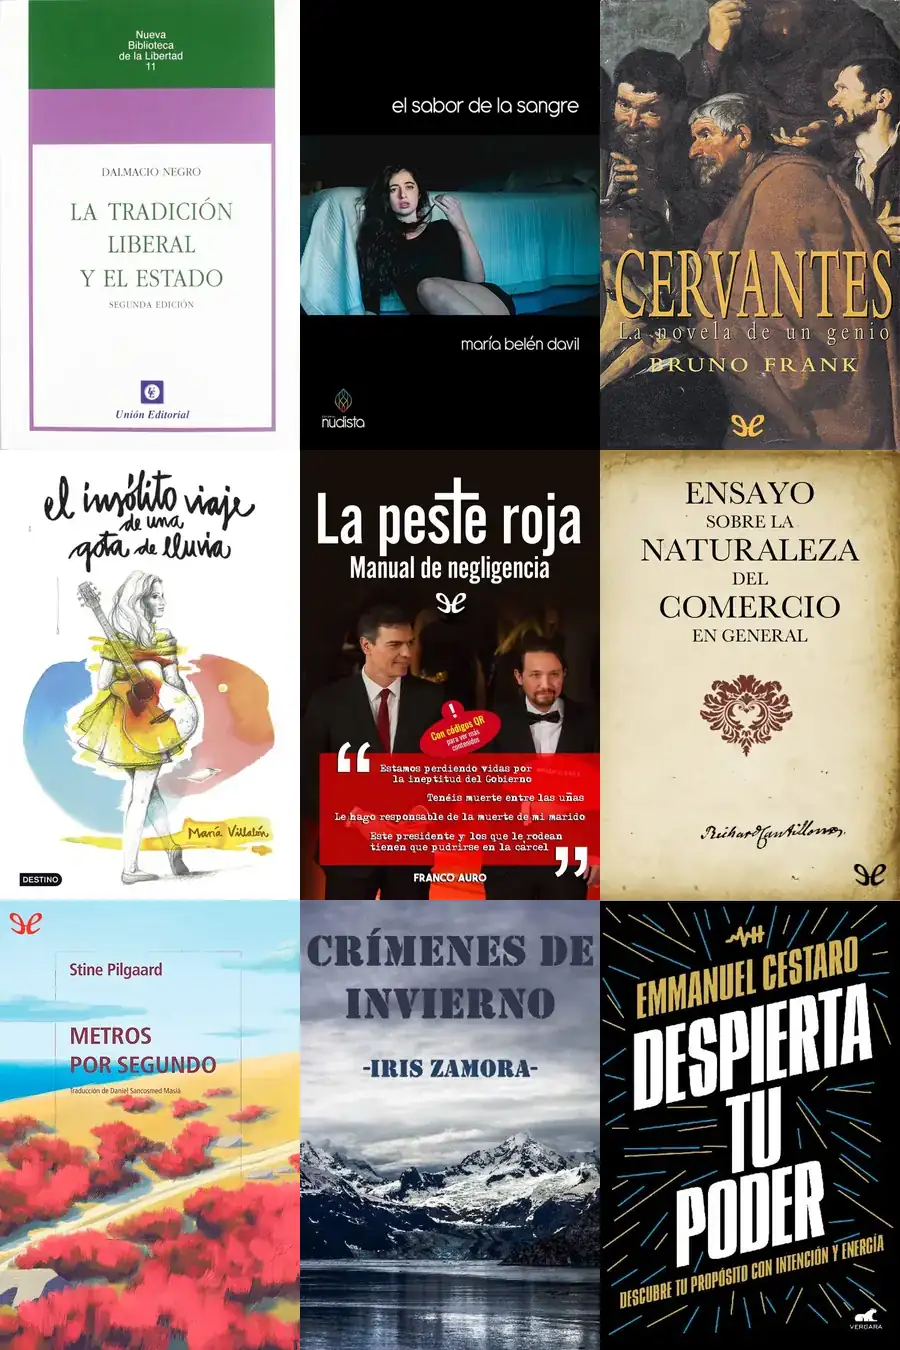 Nueva
Biblioteca
de la Libertad
11
DALMACIO NEGRO
LA TRADICIÓN
LIBERAL
Y EL ESTADO
SEGUNDA EDICIÓN
Unión Editorial
el sabor de la sangre
maría belén davil
nudista
CERVANTES
La novela de un genio
BRUNO FRANK
el insólito viaje
de una
gota de lluvia
María Villalón
DESTINO
La peste roja
Manual de negligencia
!
Con códigos QR
para ver más
contenidos
“ Estamos perdiendo vidas por
la ineptitud del Gobierno
Tenéis muerte entre las uñas
Le hago responsable de la muerte de mi marido
Este presidente y los que le rodean
tienen que pudrirse en la cárcel ”
FRANCO AURO
ENSAYO
SOBRE LA
NATURALEZA
DEL
COMERCIO
EN GENERAL
Richard Cantillon
Stine Pilgaard
METROS
POR SEGUNDO
Traducción de Daniel Sancosmed Masiá
CRÍMENES DE
INVIERNO
-IRIS ZAMORA-
EMMANUEL CESTARO
DESPIERTA
TU
PODER
DESCUBRE TU PROPÓSITO CON INTENCIÓN Y ENERGÍA
VERGARA